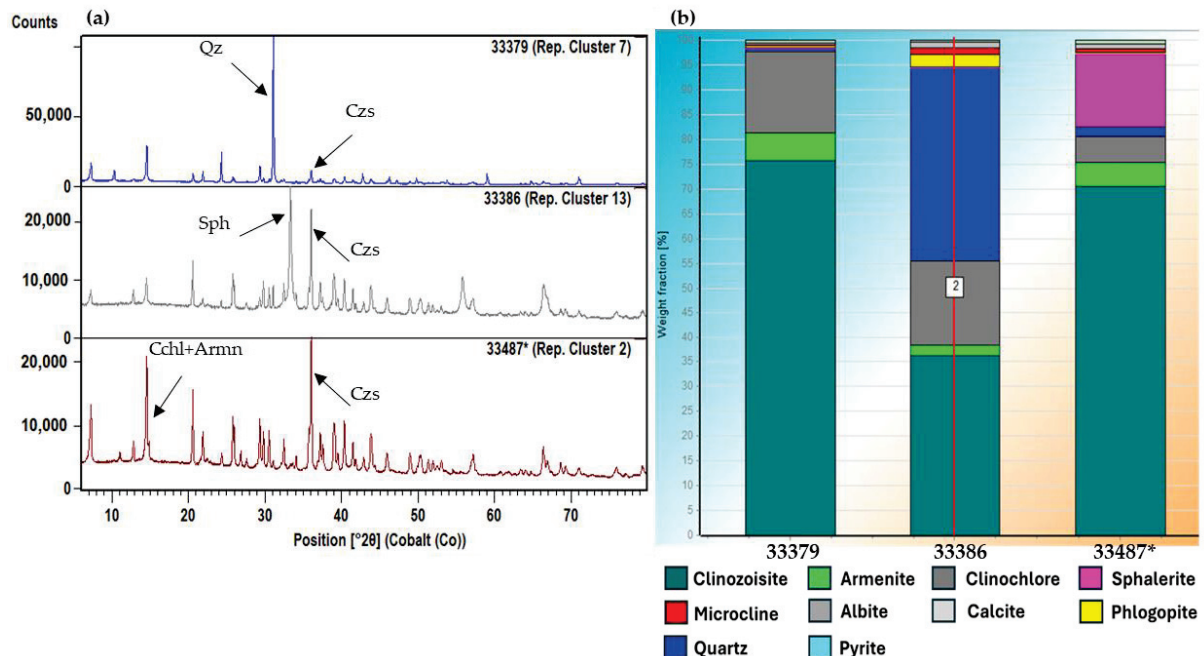 Counts
(a)
33379 (Rep. Cluster 7)
Qz
Czs
50,000
0
33386 (Rep. Cluster 13)
Sph
Czs
20,000
10,000
0
33487* (Rep. Cluster 2)
Cchl+Armn
Czs
20,000
10,000
0
10 20 30 40 50 60 70
Position [°2θ] (Cobalt (Co))
(b)
Weight fraction [%]
100
95
90
85
80
75
70
65
60
55
50
45
40
35
30
25
20
15
10
5
0
2
33379 33386 33487*
Clinozoisite Armenite Clinochlore Sphalerite
Microcline Albite Calcite Phlogopite
Quartz Pyrite